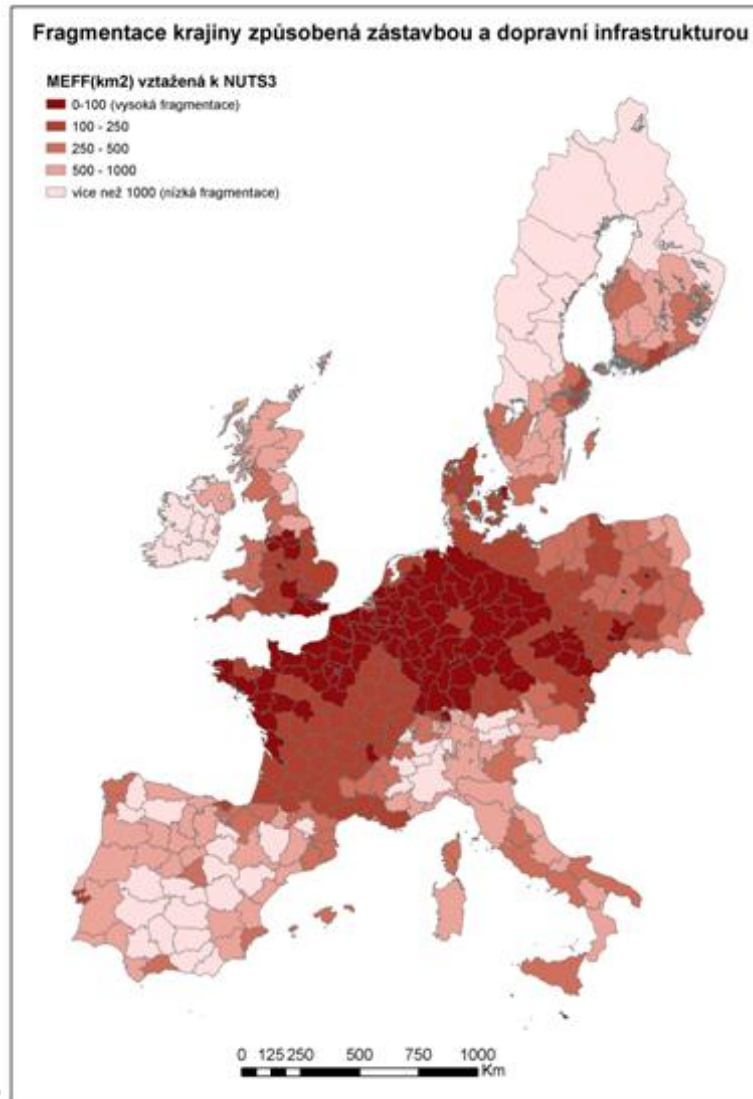 Fragmentace krajiny způsobená zástavbou a dopravní infrastrukturou
MEFF(km2) vztažená k NUTS3
0-100 (vysoká fragmentace)
100 - 250
250 - 500
500 - 1000
více než 1000 (nízká fragmentace)
0 125 250 500 750 1000
Km